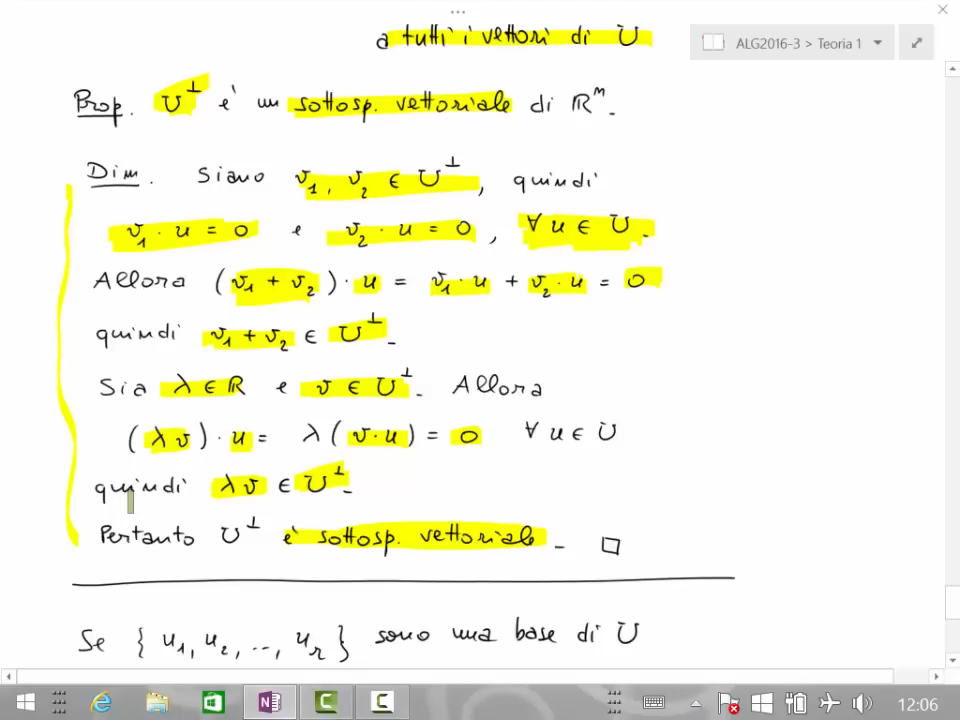 ALG2016-3 > Teoria 1
a tutti i vettori di U
Prop. U⊥ è un sottosp. vettoriale di ℝⁿ.
Dim. Siano v₁, v₂ ∈ U⊥, quindi
v₁ · u = 0 e v₂ · u = 0, ∀ u ∈ U.
Allora (v₁ + v₂) · u = v₁ · u + v₂ · u = 0
quindi v₁ + v₂ ∈ U⊥.
Sia λ ∈ ℝ e v ∈ U⊥. Allora
(λv) · u = λ(v · u) = 0 ∀ u ∈ U
quindi λv ∈ U⊥.
Pertanto U⊥ è sottosp. vettoriale. □
Se {u₁, u₂, ..., uᵣ} sono una base di U
12:06